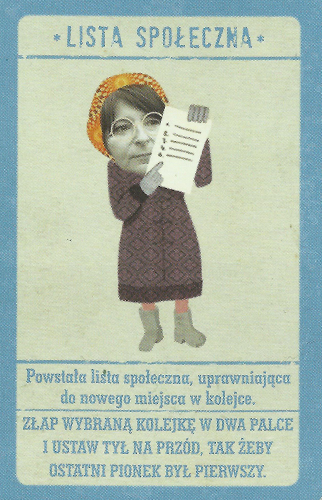 *LISTA SPOŁECZNA*
Powstała lista społeczna, uprawniająca
do nowego miejsca w kolejce.
ZŁAP WYBRANĄ KOLEJKĘ W DWA PALCE
I USTAW TYŁ NA PRZÓD, TAK ŻEBY
OSTATNI PIONEK BYŁ PIERWSZY.